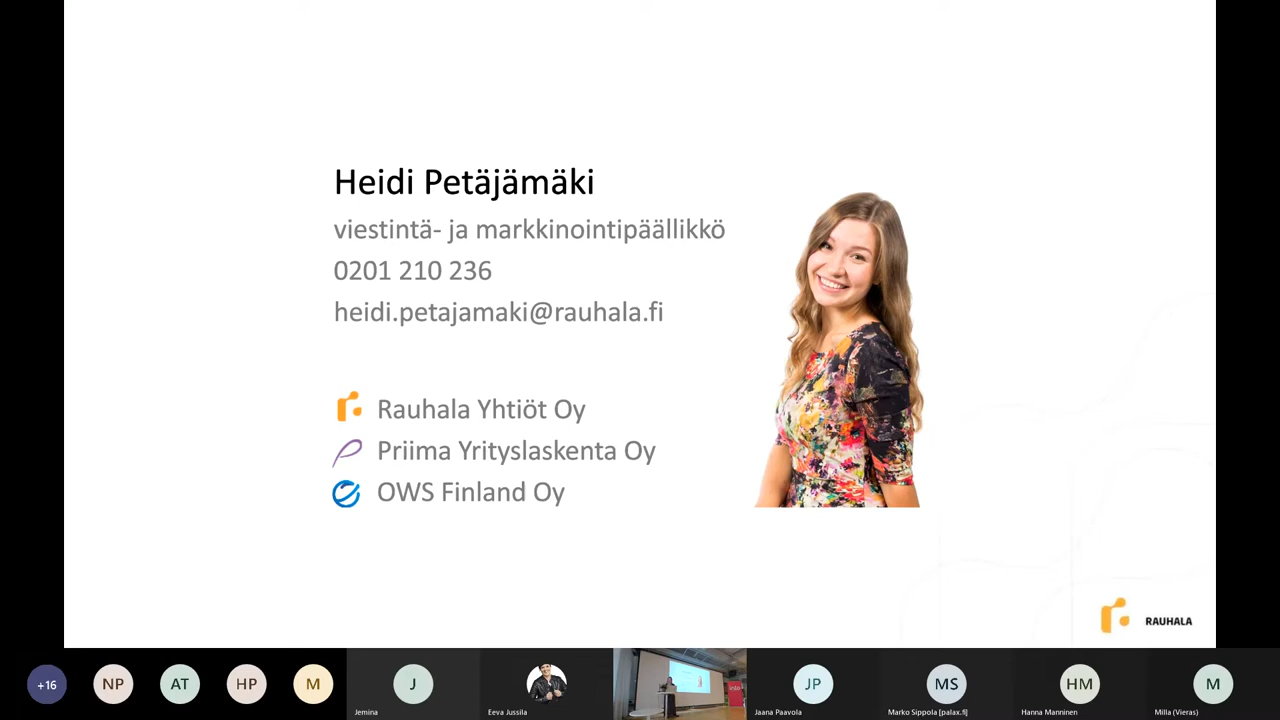 Heidi Petäjämäki
viestintä- ja markkinointipäällikkö
0201 210 236
heidi.petajamaki@rauhala.fi
Rauhala Yhtiöt Oy
Priima Yrityslaskenta Oy
OWS Finland Oy
RAUHALA
+16
NP
AT
HP
M
J
JP
MS
HM
M
Jemina
Eeva Jussila
Jaana Paavola
Marko Sippola [palax.fi]
Hanna Manninen
Milla (Vieras)